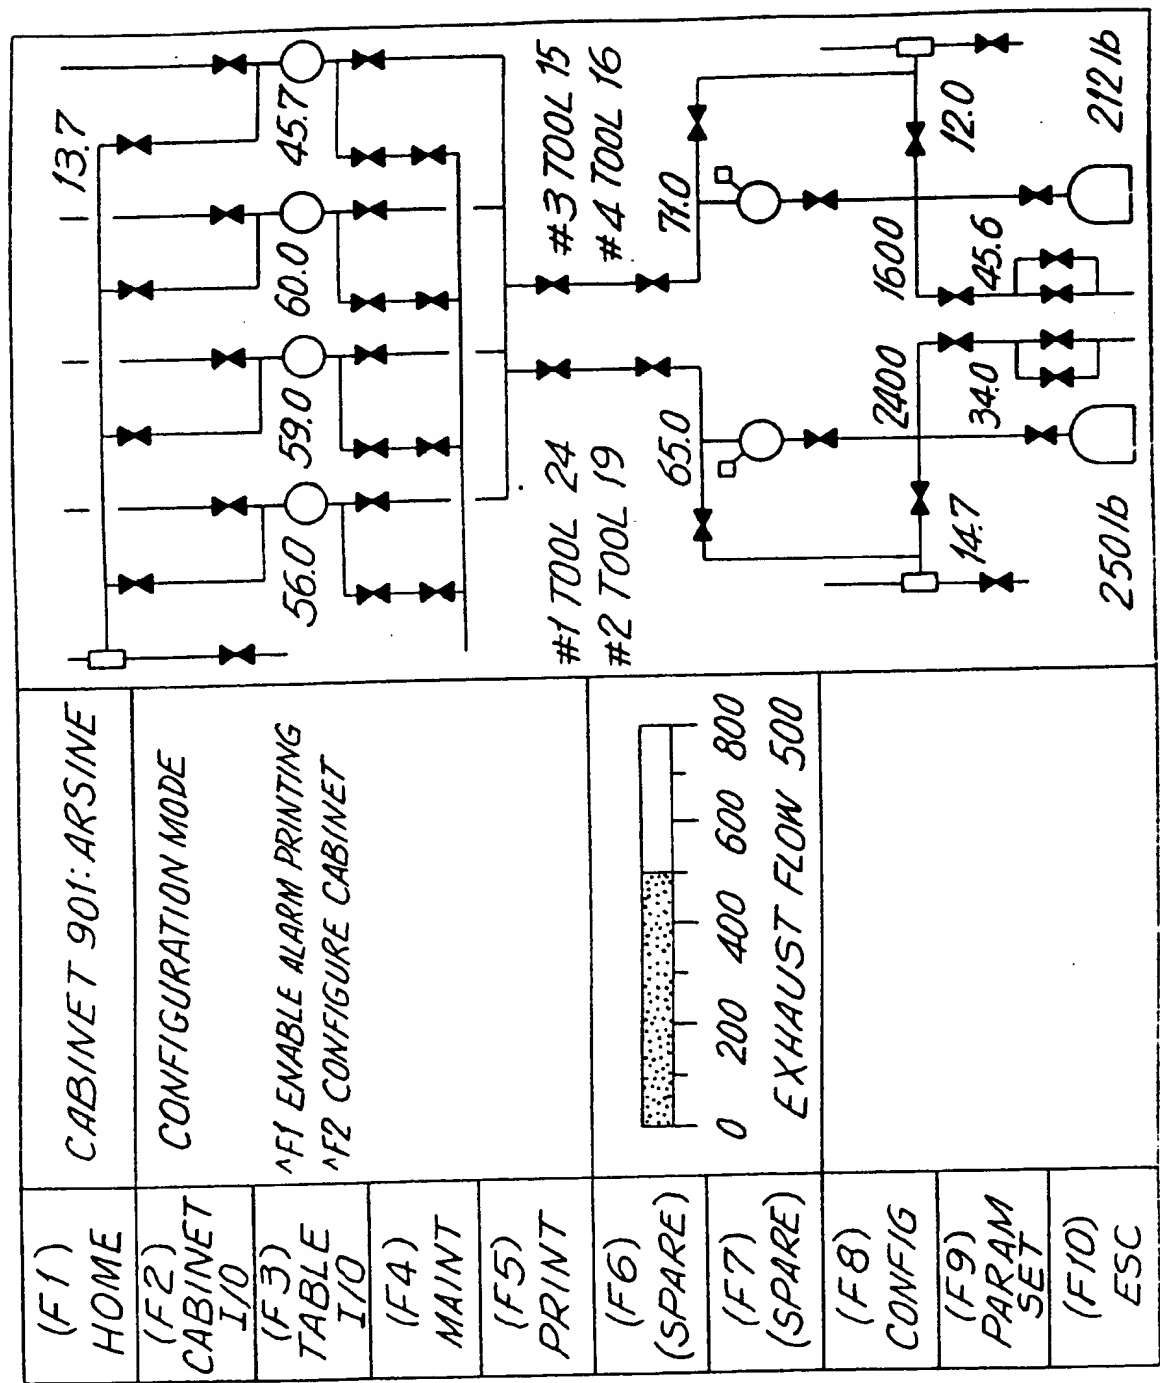 (F1)
HOME
(F2)
CABINET
I/O
(F3)
TABLE
I/O
(F4)
MAINT
(F5)
PRINT
(F6)
(SPARE)
(F7)
(SPARE)
(F8)
CONFIG
(F9)
PARAM
SET
(F10)
ESC
CABINET 901: ARSINE
CONFIGURATION MODE
^F1 ENABLE ALARM PRINTING
^F2 CONFIGURE CABINET
0 200 400 600 800
EXHAUST FLOW 500
13.7
56.0 59.0 60.0 45.7
#1 TOOL 24
#2 TOOL 19
#3 TOOL 15
#4 TOOL 16
65.0 71.0
2400 1600
14.7 34.0 45.6 12.0
250 lb 212 lb